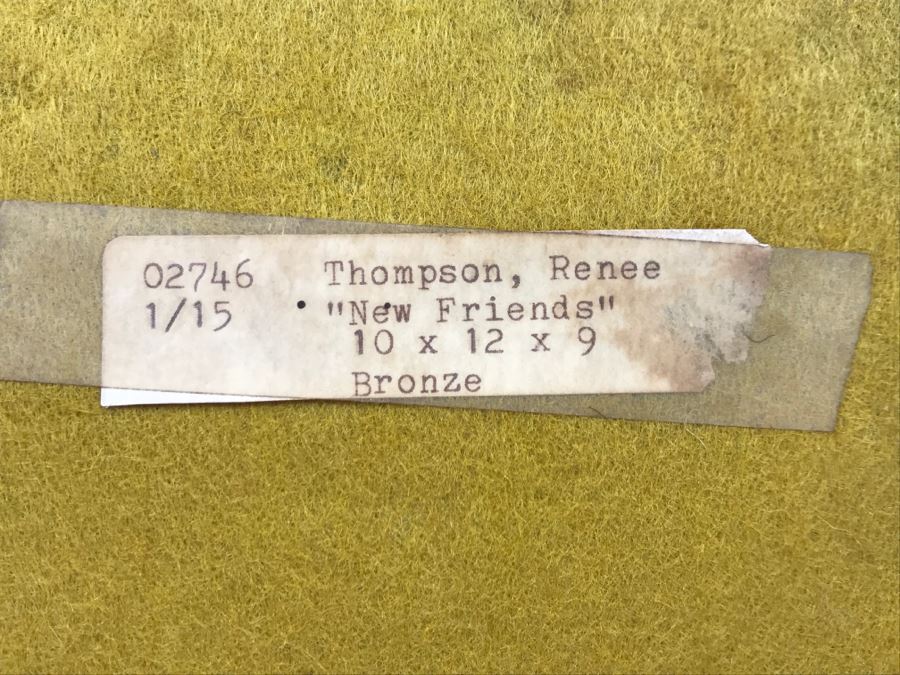 02746 Thompson, Renee
1/15 "New Friends"
10 x 12 x 9
Bronze